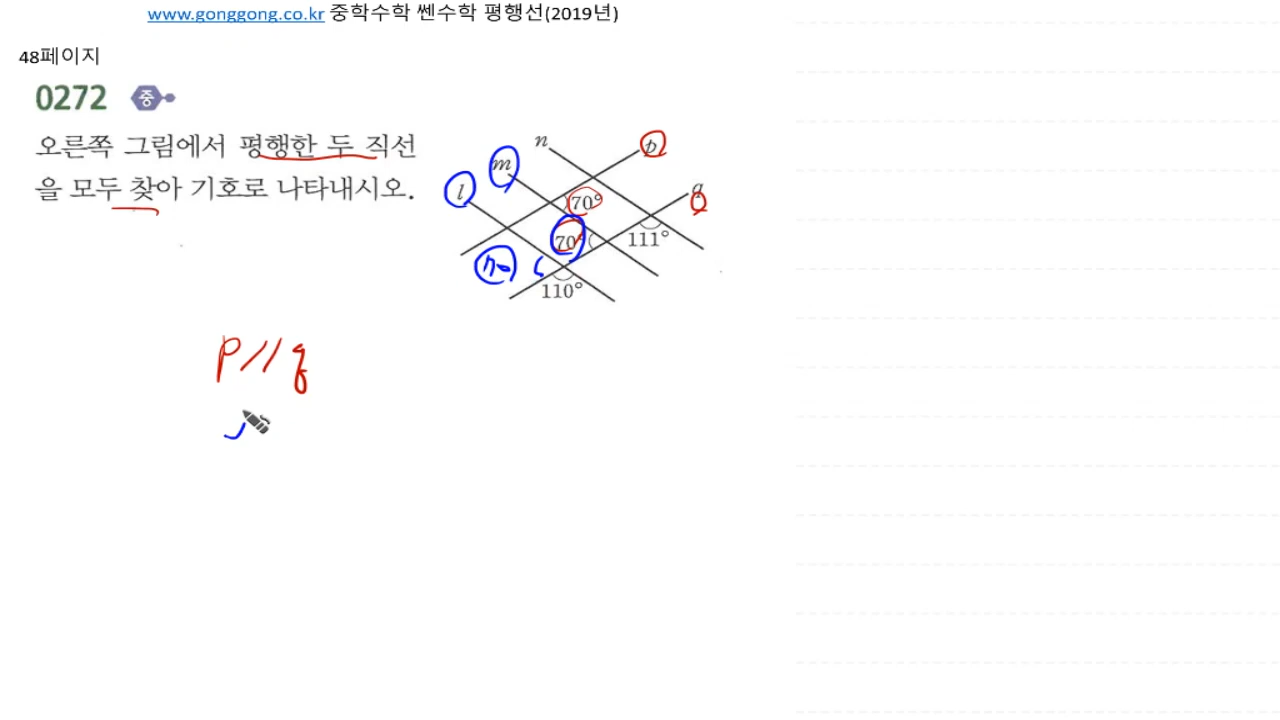 www.gonggong.co.kr 중학수학 쎈수학 평행선(2019년)
48페이지
0272 중
오른쪽 그림에서 평행한 두 직선
을 모두 찾아 기호로 나타내시오.
n
p
m
q
l
70°
70°
111°
70
110°
p//q